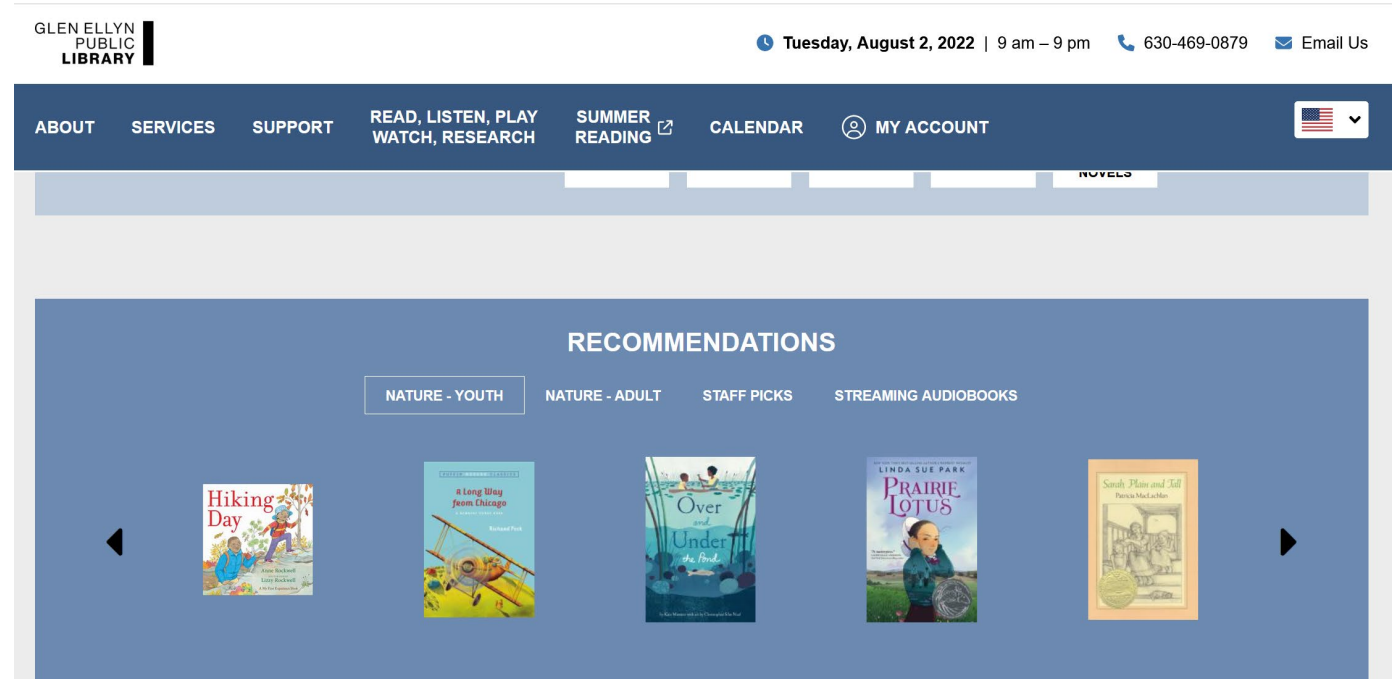 GLEN ELLYN
PUBLIC
LIBRARY
Tuesday, August 2, 2022 | 9 am – 9 pm
630-469-0879
Email Us
ABOUT
SERVICES
SUPPORT
READ, LISTEN, PLAY
WATCH, RESEARCH
SUMMER
READING
CALENDAR
MY ACCOUNT
NOVELS
RECOMMENDATIONS
NATURE - YOUTH
NATURE - ADULT
STAFF PICKS
STREAMING AUDIOBOOKS
Hiking
Day
Anne Rockwell
Lizzy Rockwell
A Long Way
from Chicago
Richard Peck
Over
and
Under
the Pond
LINDA SUE PARK
PRAIRIE
LOTUS
Sarah, Plain and Tall
Patricia MacLachlan